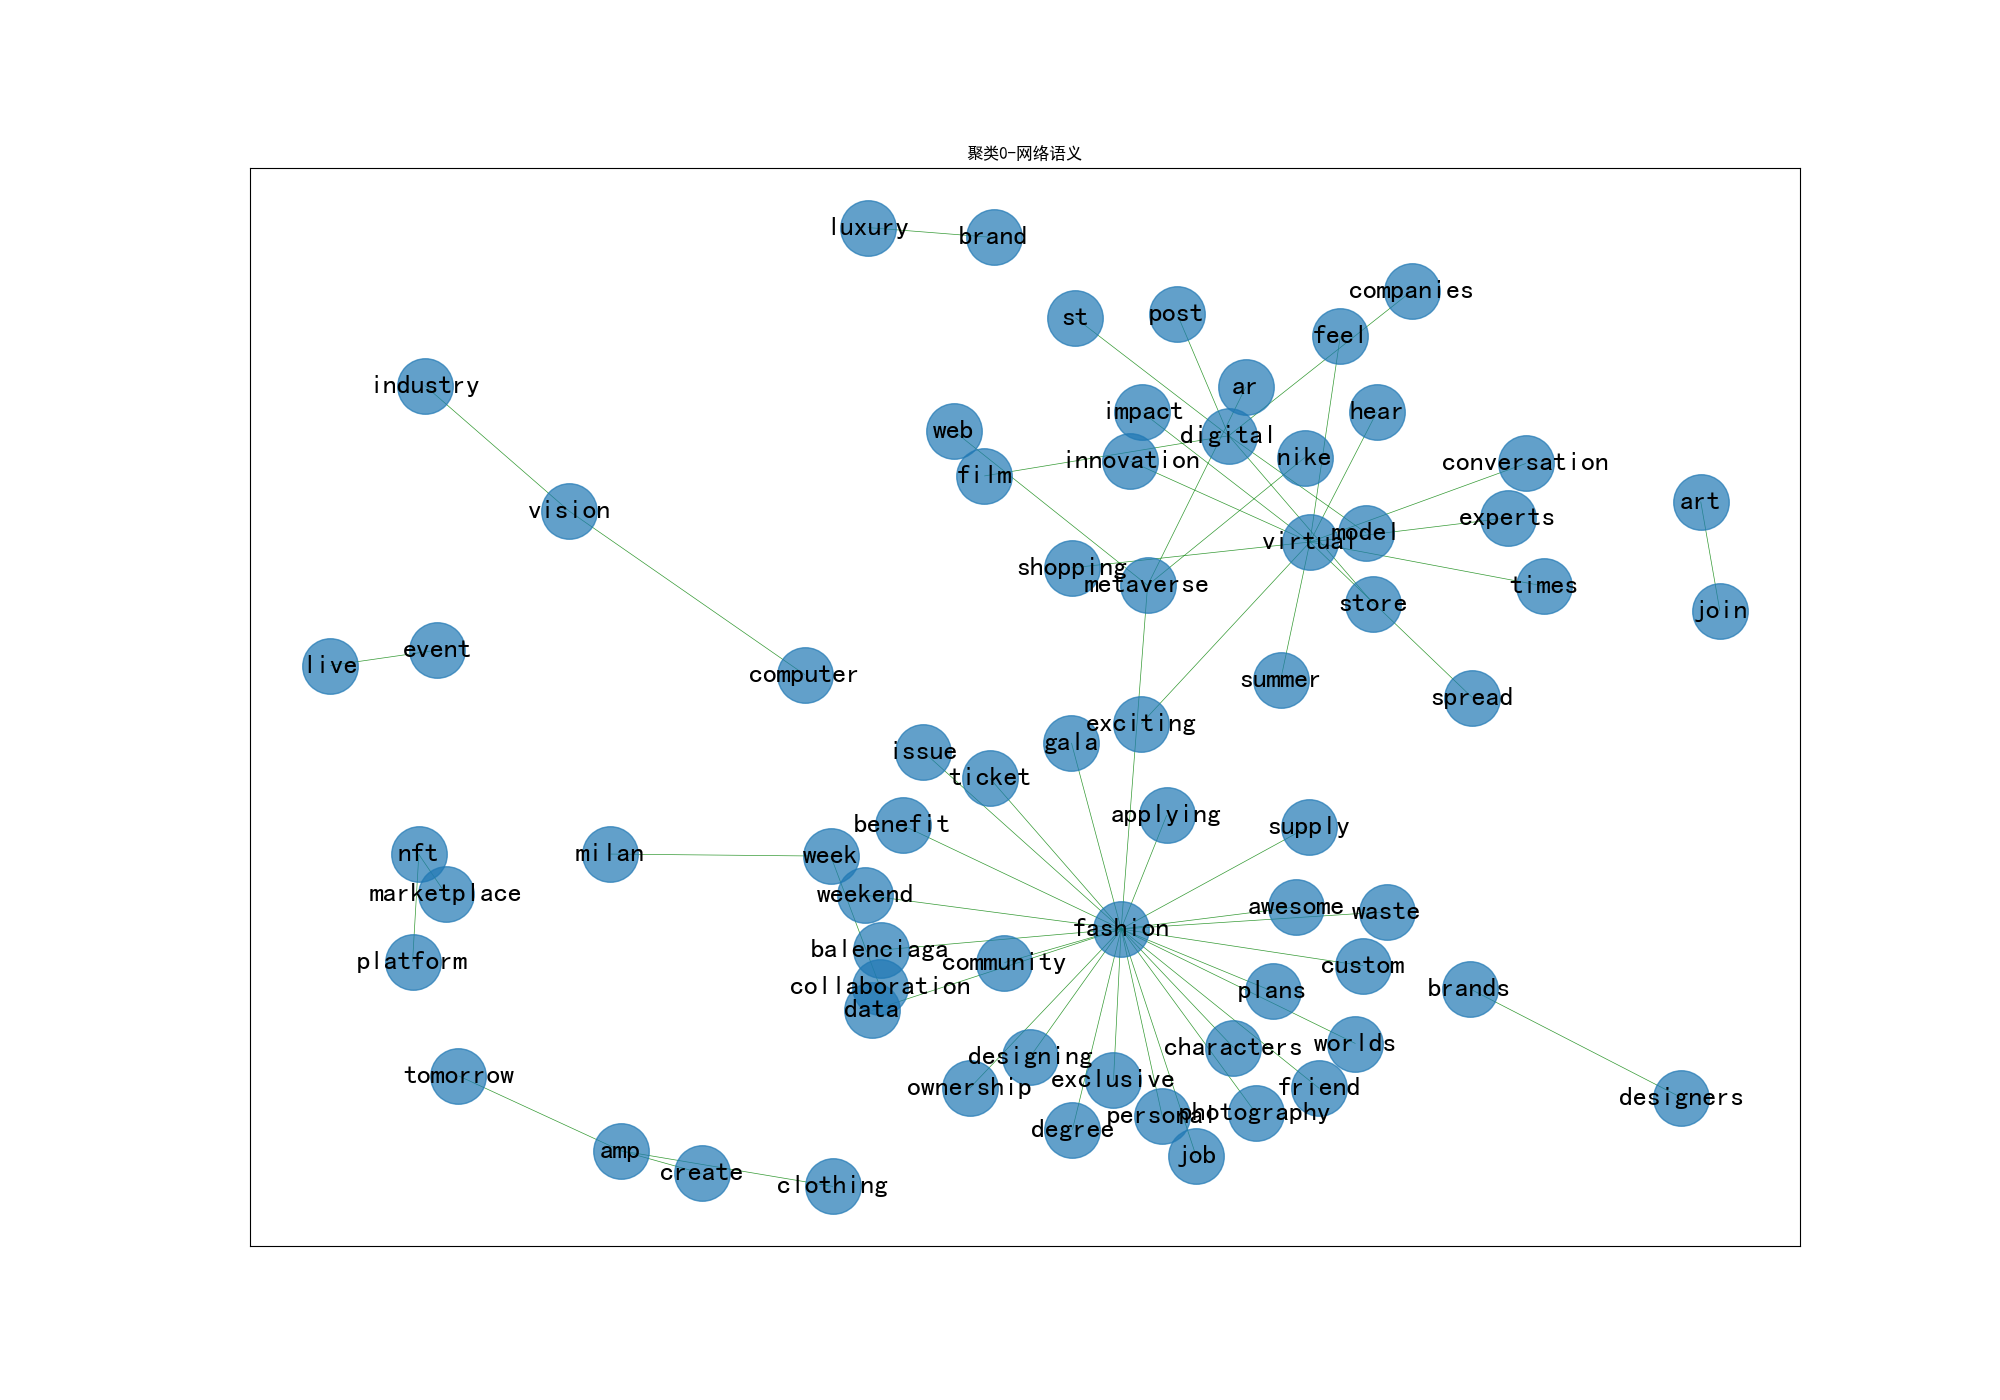 聚类0-网络语义
luxury
brand
companies
st
post
feel
industry
ar
impact
hear
web
digital
film
innovation
nike
conversation
vision
art
experts
virtual
model
shopping
metaverse
times
store
join
live
event
computer
summer
spread
issue
gala
exciting
ticket
benefit
applying
supply
nft
milan
week
marketplace
weekend
awesome
waste
fashion
balenciaga
community
custom
platform
collaboration
plans
brands
data
designing
characters
worlds
tomorrow
ownership
exclusive
friend
designers
degree
personal
photography
amp
create
clothing
job